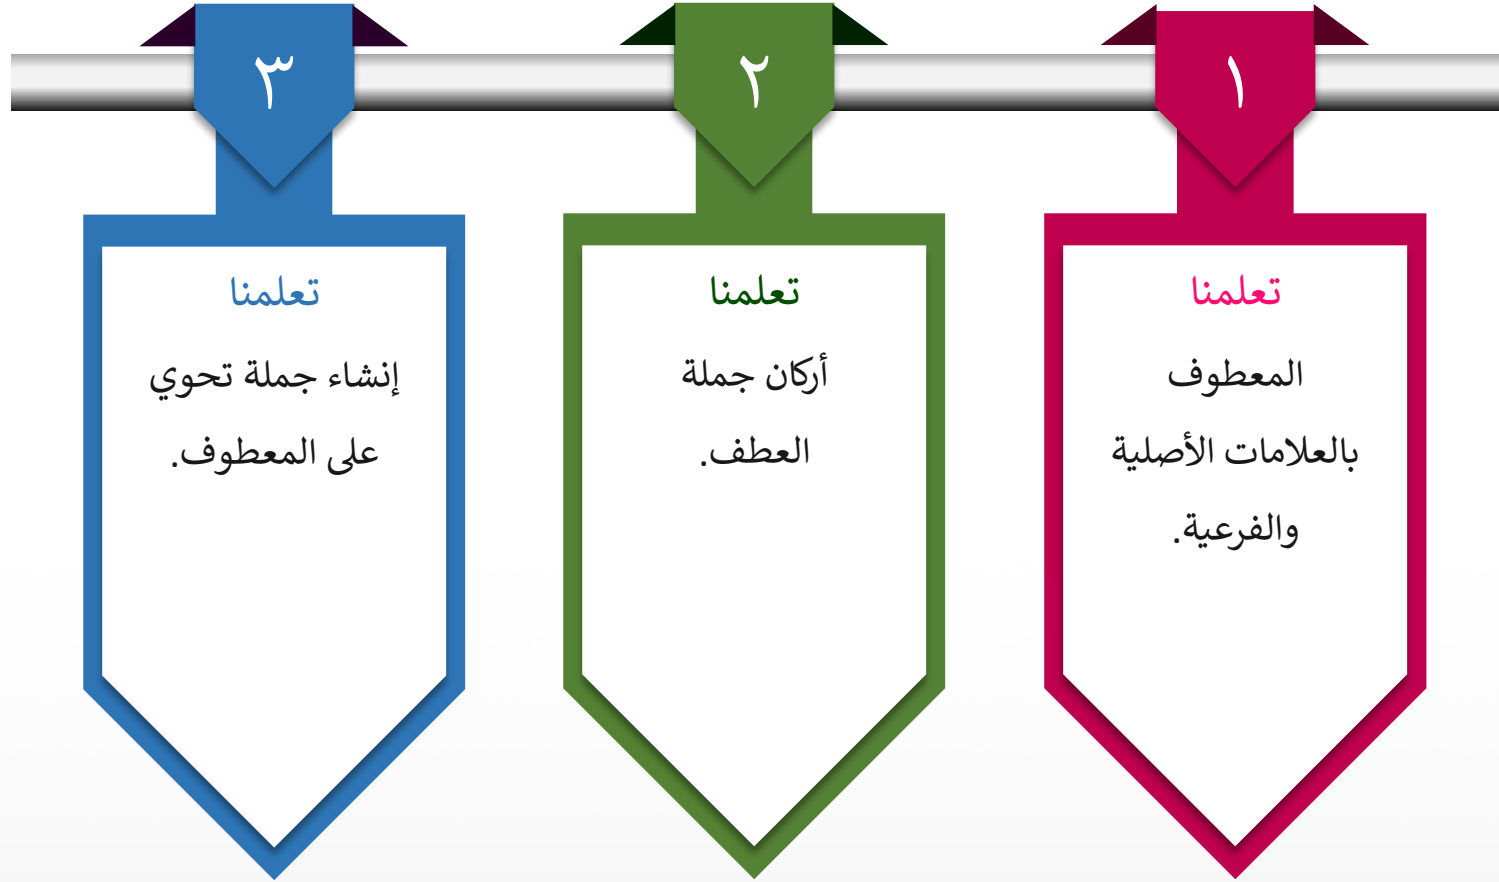 ١
تعلمنا
المعطوف
بالعلامات الأصلية
والفرعية.
٢
تعلمنا
أركان جملة
العطف.
٣
تعلمنا
إنشاء جملة تحوي
على المعطوف.